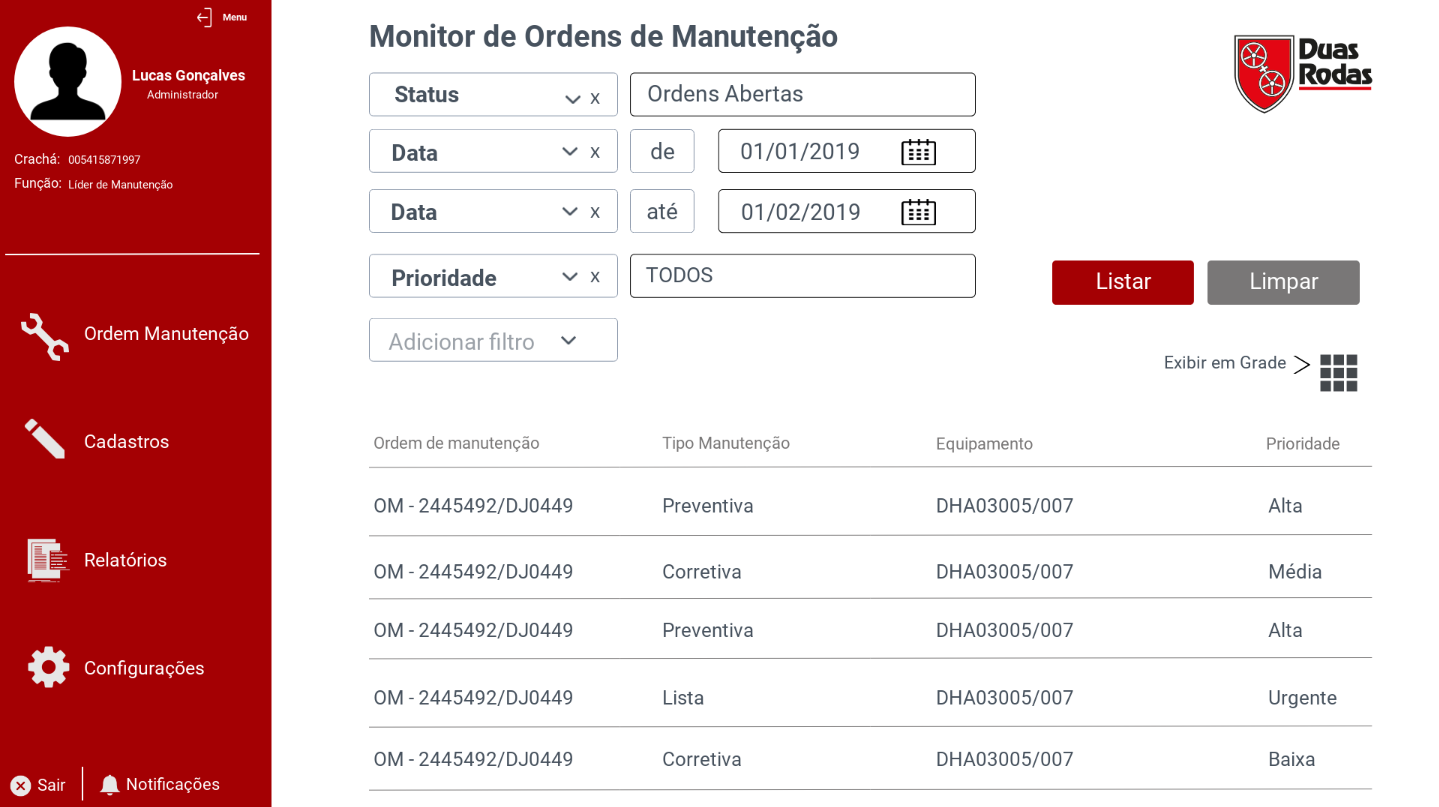 Menu
Lucas Gonçalves
Administrador
Crachá: 005415871997
Função: Líder de Manutenção
Ordem Manutenção
Cadastros
Relatórios
Configurações
Sair
Notificações
Monitor de Ordens de Manutenção
Duas
Rodas
Status x Ordens Abertas
Data x de 01/01/2019
Data x até 01/02/2019
Prioridade x TODOS
Listar Limpar
Adicionar filtro
Exibir em Grade
Ordem de manutenção Tipo Manutenção Equipamento Prioridade
OM - 2445492/DJ0449 Preventiva DHA03005/007 Alta
OM - 2445492/DJ0449 Corretiva DHA03005/007 Média
OM - 2445492/DJ0449 Preventiva DHA03005/007 Alta
OM - 2445492/DJ0449 Lista DHA03005/007 Urgente
OM - 2445492/DJ0449 Corretiva DHA03005/007 Baixa